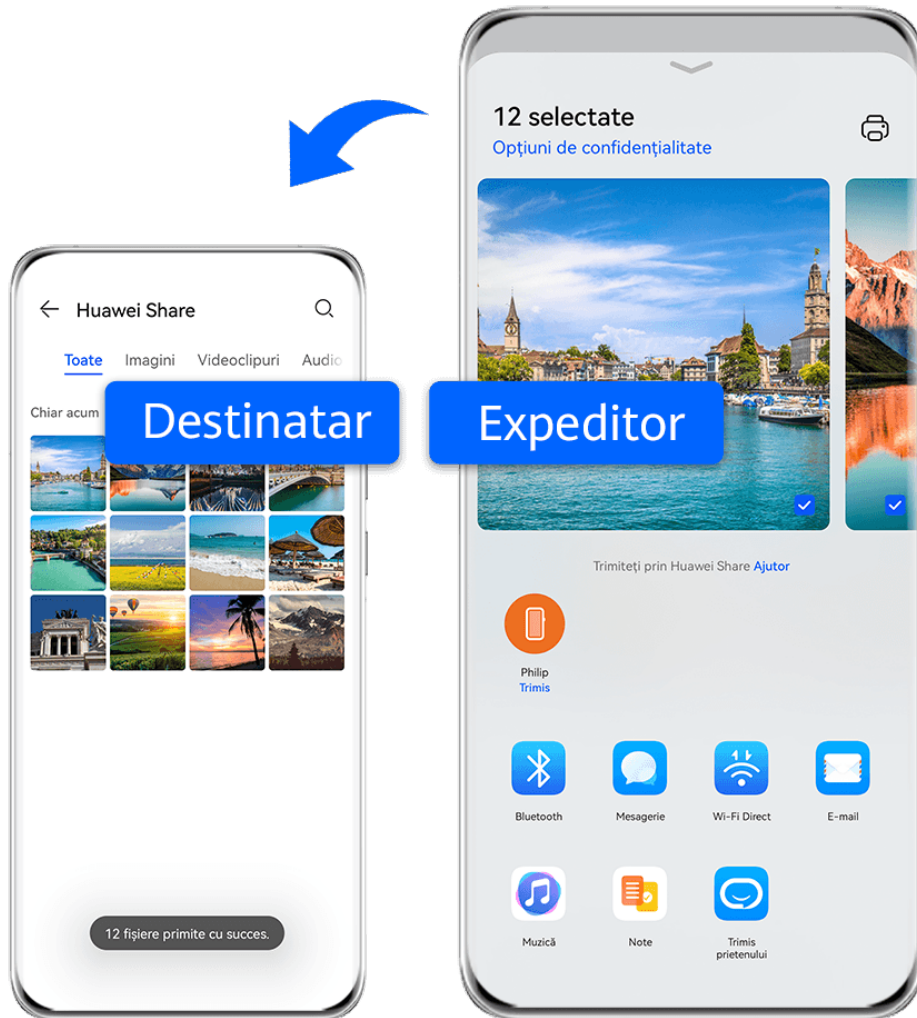 12 selectate
Opțiuni de confidențialitate
Huawei Share
Toate Imagini Videoclipuri Audio
Chiar acum
Destinatar
Expeditor
Trimiteți prin Huawei Share Ajutor
Philip
Trimis
Bluetooth Mesagerie Wi-Fi Direct E-mail
Muzică Note Trimis
prietenului
12 fișiere primite cu succes.